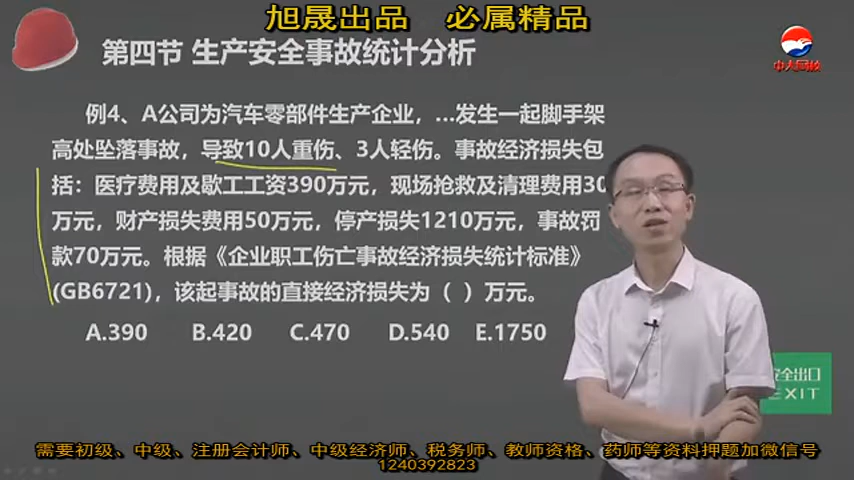 旭晟出品 必属精品
第四节 生产安全事故统计分析
中大网校
例4、A公司为汽车零部件生产企业，…发生一起脚手架
高处坠落事故，导致10人重伤、3人轻伤。事故经济损失包
括：医疗费用及歇工工资390万元，现场抢救及清理费用30
万元，财产损失费用50万元，停产损失1210万元，事故罚
款70万元。根据《企业职工伤亡事故经济损失统计标准》
(GB6721)，该起事故的直接经济损失为（ ）万元。
A.390 B.420 C.470 D.540 E.1750
安全出口
EXIT
需要初级、中级、注册会计师、中级经济师、税务师、教师资格、药师等资料押题加微信号
1240392823